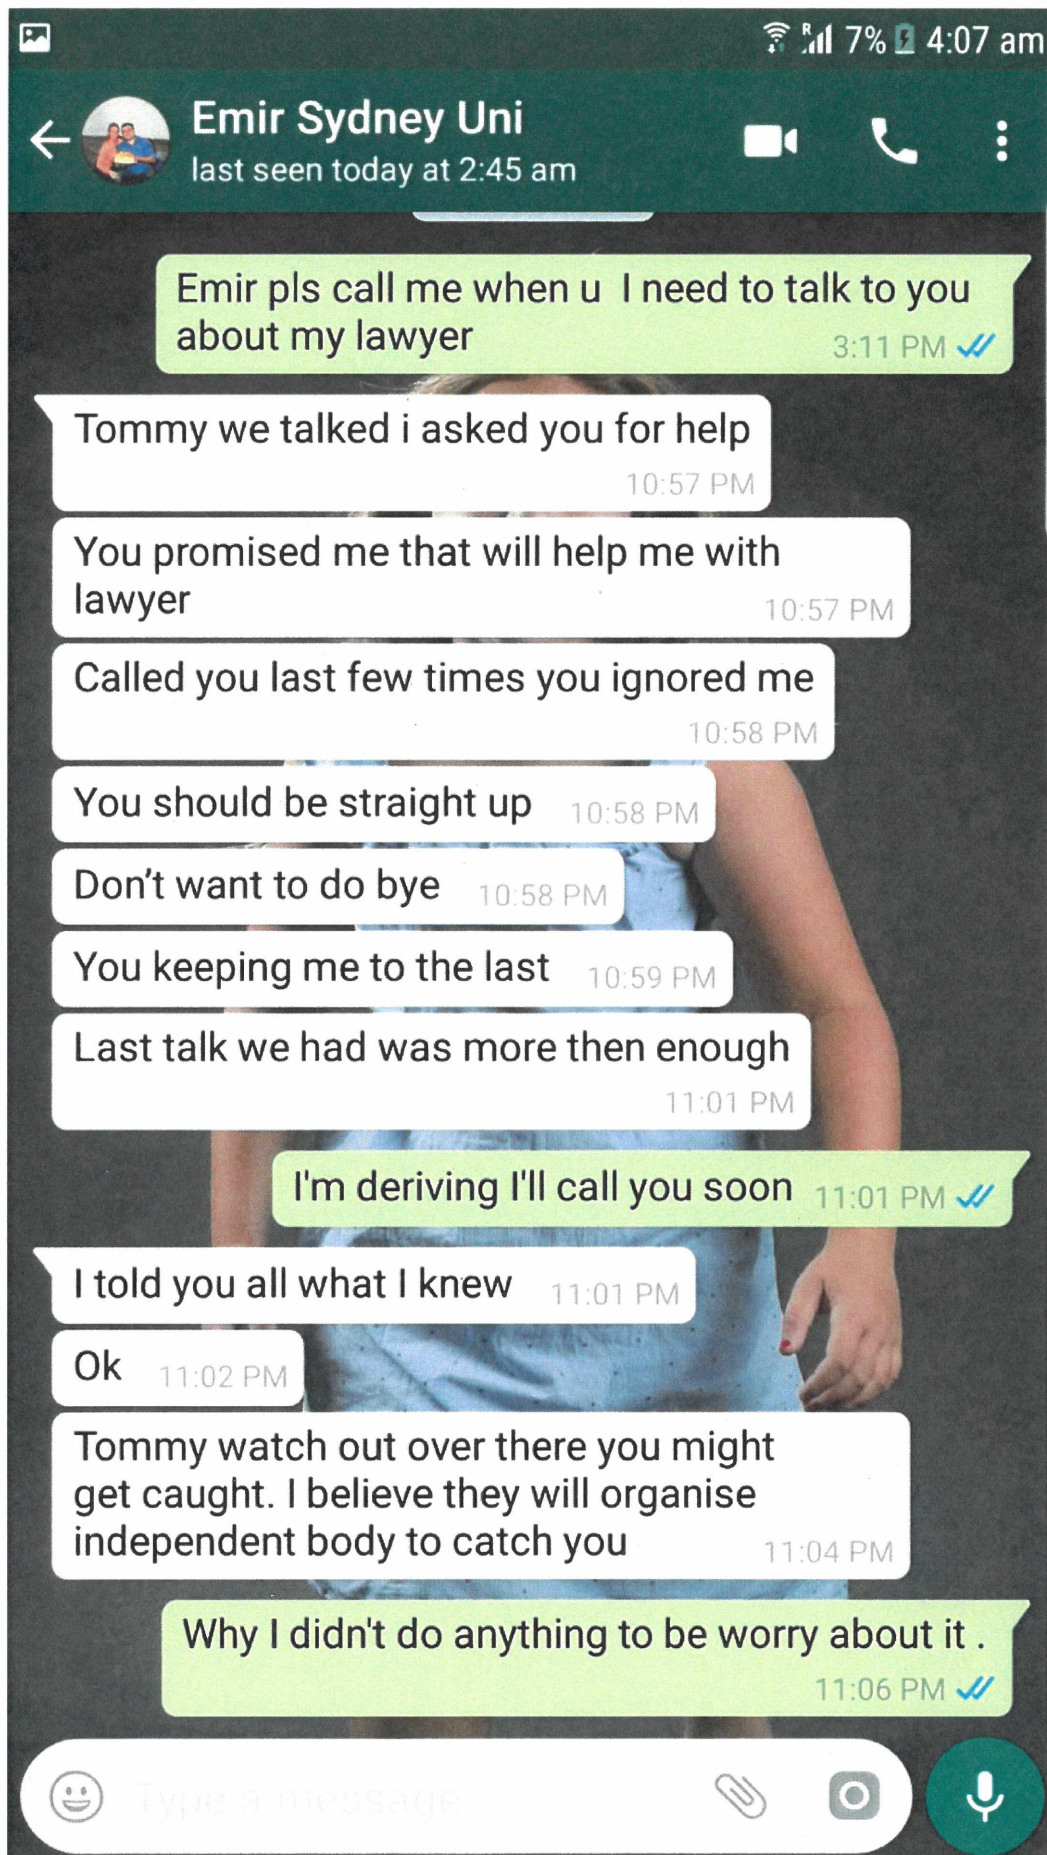 R 7% 4:07 am
Emir Sydney Uni
last seen today at 2:45 am
Emir pls call me when u I need to talk to you
about my lawyer
3:11 PM
Tommy we talked i asked you for help
10:57 PM
You promised me that will help me with
lawyer
10:57 PM
Called you last few times you ignored me
10:58 PM
You should be straight up 10:58 PM
Don't want to do bye 10:58 PM
You keeping me to the last 10:59 PM
Last talk we had was more then enough
11:01 PM
I'm deriving I'll call you soon 11:01 PM
I told you all what I knew 11:01 PM
Ok 11:02 PM
Tommy watch out over there you might
get caught. I believe they will organise
independent body to catch you 11:04 PM
Why I didn't do anything to be worry about it .
11:06 PM
Type a message